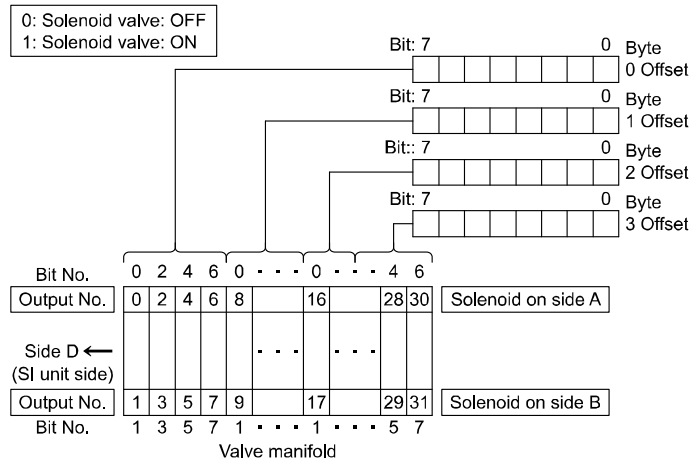 0: Solenoid valve: OFF
1: Solenoid valve: ON
Bit: 7 0 Byte
0 Offset
Bit: 7 0 Byte
1 Offset
Bit:: 7 0 Byte
2 Offset
Bit: 7 0 Byte
3 Offset
Bit No. 0 2 4 6 0 · · · 0 · · · 4 6
Output No. 0 2 4 6 8 16 28 30 Solenoid on side A
Side D ←
(SI unit side)
· · · · · ·
Output No. 1 3 5 7 9 17 29 31 Solenoid on side B
Bit No. 1 3 5 7 1 · · · 1 · · · 5 7
Valve manifold